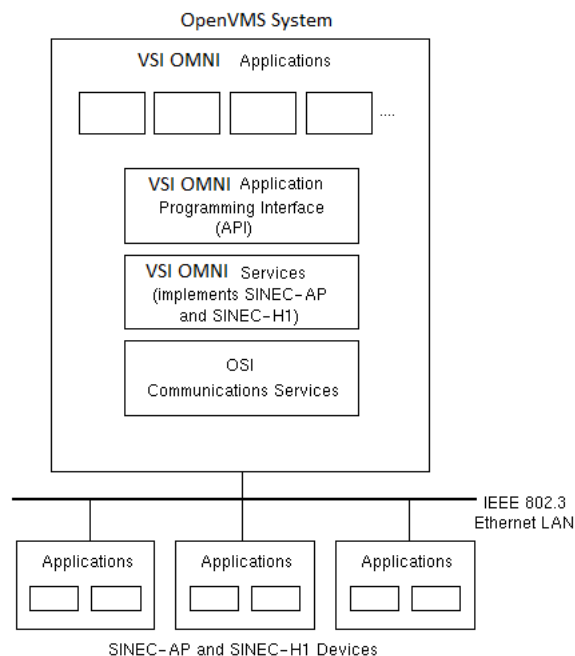 OpenVMS System
VSI OMNI Applications
....
VSI OMNI Application
Programming Interface
(API)
VSI OMNI Services
(implements SINEC-AP
and SINEC-H1)
OSI
Communications Services
IEEE 802.3
Ethernet LAN
Applications
Applications
Applications
SINEC-AP and SINEC-H1 Devices